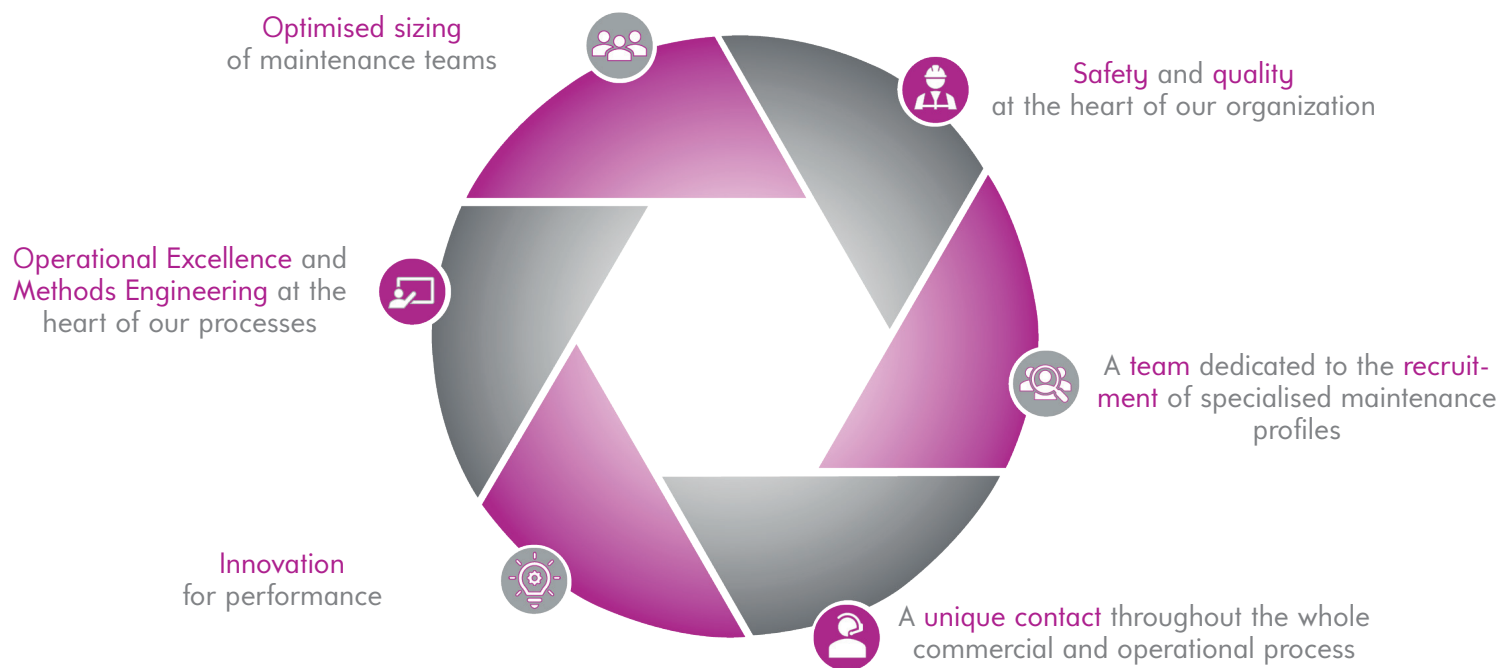 Optimised sizing
of maintenance teams
Safety and quality
at the heart of our organization
Operational Excellence and
Methods Engineering at the
heart of our processes
A team dedicated to the recruit-
ment of specialised maintenance
profiles
Innovation
for performance
A unique contact throughout the whole
commercial and operational process